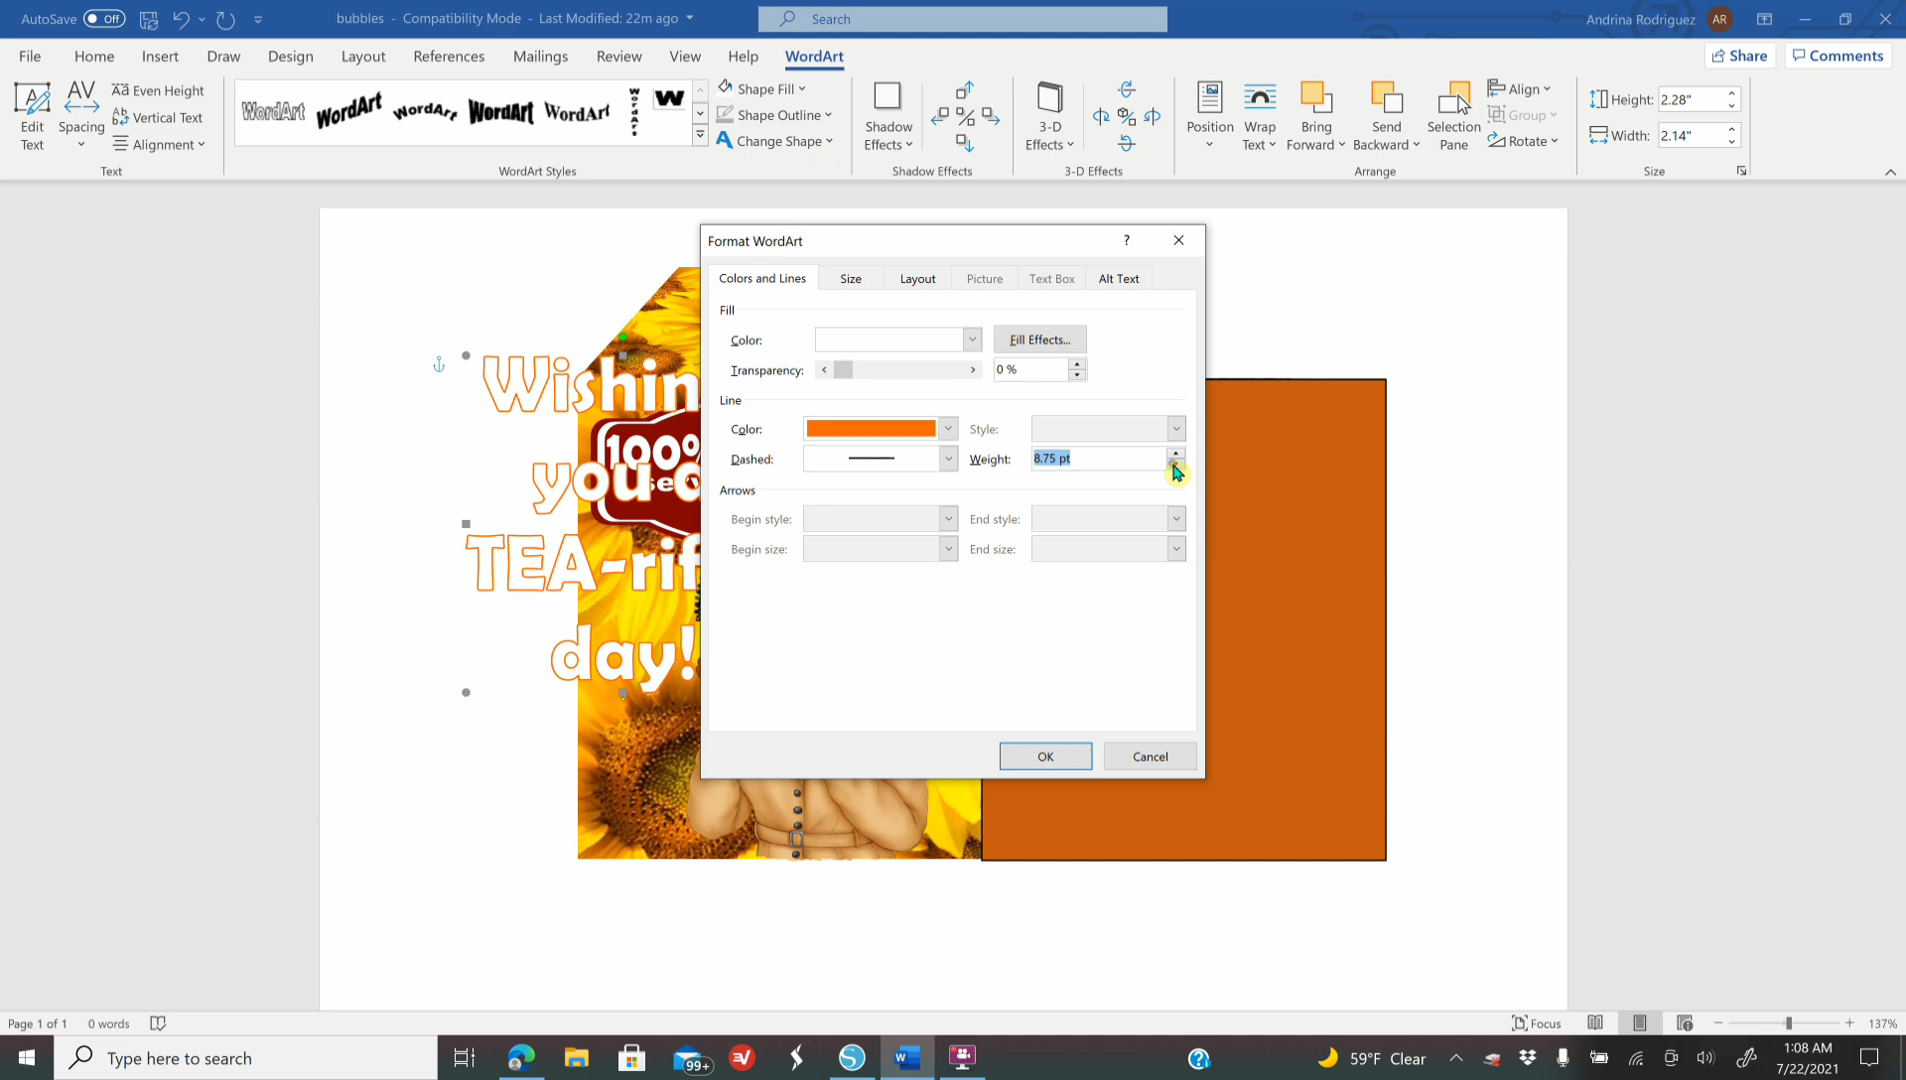 AutoSave Off bubbles - Compatibility Mode - Last Modified: 22m ago Search Andrina Rodriguez AR
File Home Insert Draw Design Layout References Mailings Review View Help WordArt Share Comments
Edit Text
AV Spacing
Aa Even Height
Vertical Text
Alignment
WordArt WordArt WordArt WordArt WordArt WordArt W
Shape Fill
Shape Outline
Change Shape
Shadow Effects
3-D Effects
Position
Wrap Text
Bring Forward
Send Backward
Selection Pane
Align
Group
Rotate
Height: 2.28"
Width: 2.14"
Text WordArt Styles Shadow Effects 3-D Effects Arrange Size
Format WordArt ?
Colors and Lines Size Layout Picture Text Box Alt Text
Fill
Color: Fill Effects...
Transparency: 0 %
Line
Color: Style:
Dashed: Weight: 8.75 pt
Arrows
Begin style: End style:
Begin size: End size:
OK Cancel
Wishin
100%
you
TEA-rif
day!
Page 1 of 1 0 words Focus 137%
Type here to search 99+ 59°F Clear 1:08 AM
7/22/2021